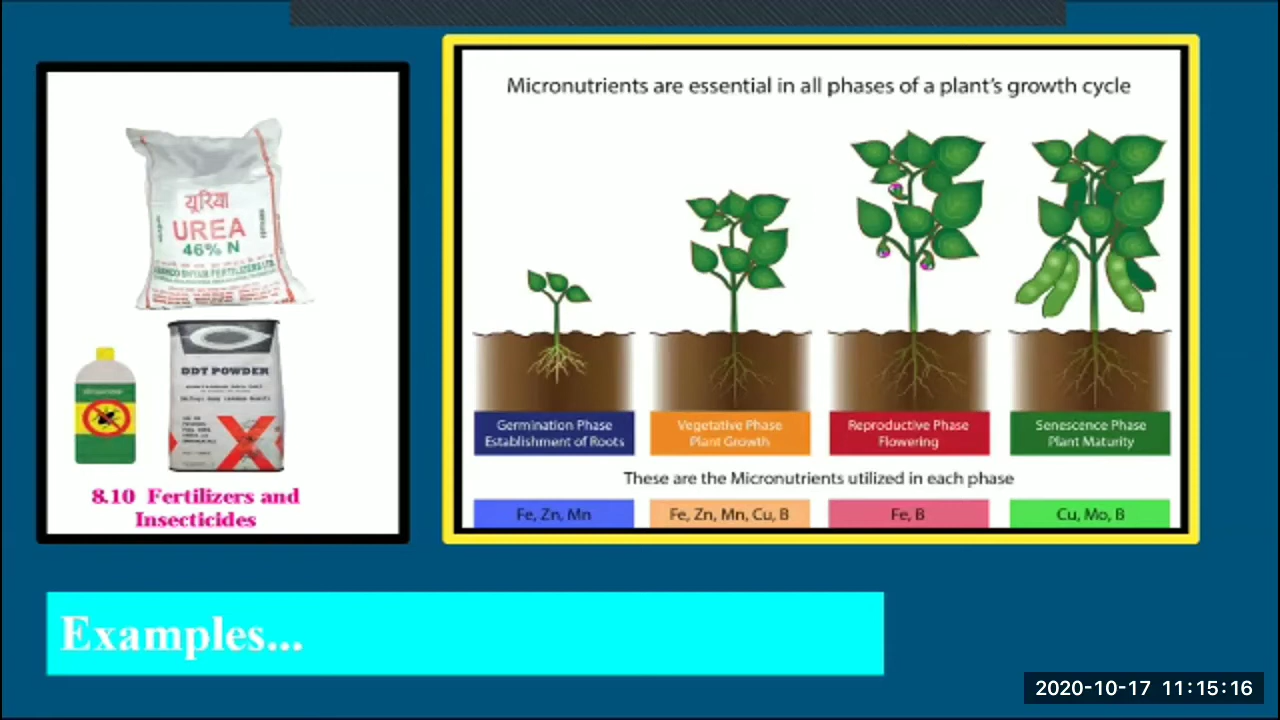 यूरिया
UREA
46% N
DDT POWDER
8.10 Fertilizers and
Insecticides
Micronutrients are essential in all phases of a plant's growth cycle
Germination Phase
Establishment of Roots
Vegetative Phase
Plant Growth
Reproductive Phase
Flowering
Senescence Phase
Plant Maturity
These are the Micronutrients utilized in each phase
Fe, Zn, Mn
Fe, Zn, Mn, Cu, B
Fe, B
Cu, Mo, B
Examples...
2020-10-17 11:15:16